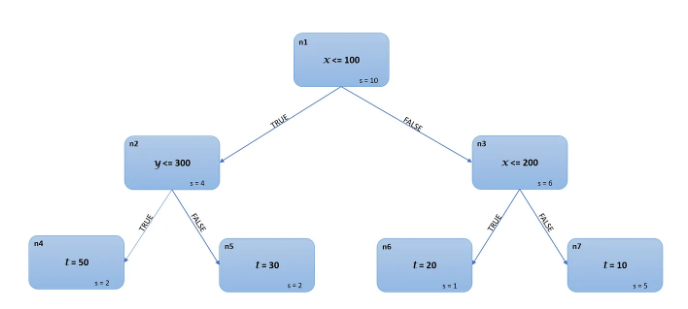 n1
x <= 100
s = 10
TRUE
FALSE
n2
y <= 300
s = 4
n3
x <= 200
s = 6
TRUE
FALSE
TRUE
FALSE
n4
t = 50
s = 2
n5
t = 30
s = 2
n6
t = 20
s = 1
n7
t = 10
s = 5